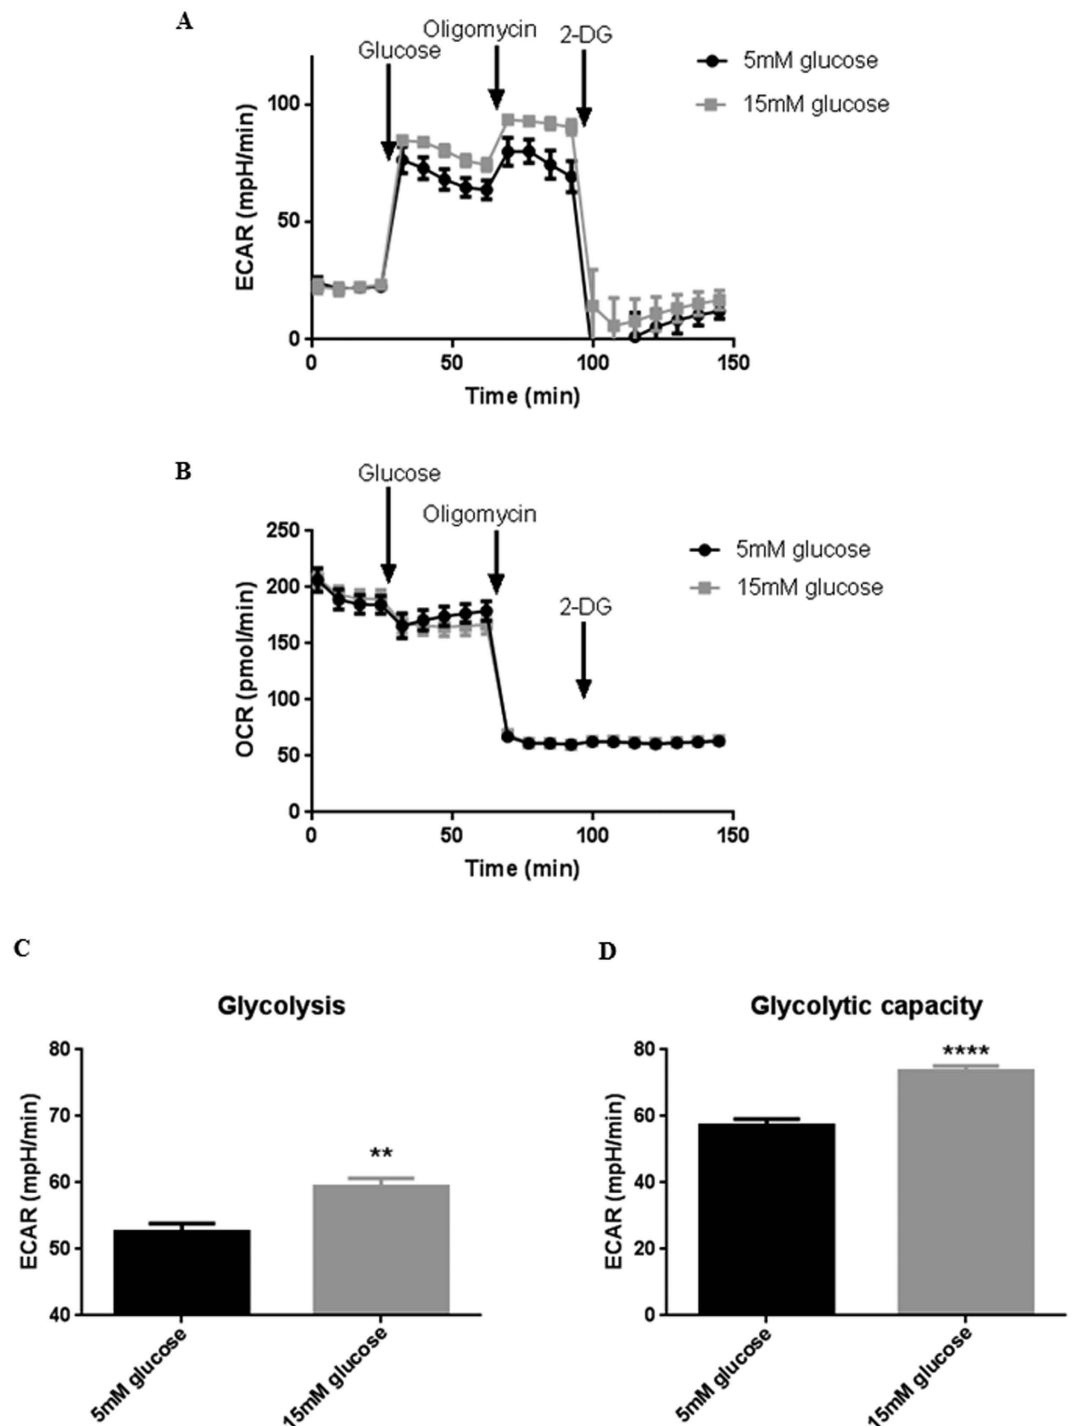 A
Glucose
Oligomycin
2-DG
5mM glucose
15mM glucose
ECAR (mpH/min)
100
50
0
0
50
100
150
Time (min)
B
Glucose
Oligomycin
2-DG
5mM glucose
15mM glucose
OCR (pmol/min)
250
200
150
100
50
0
0
50
100
150
Time (min)
C
Glycolysis
ECAR (mpH/min)
80
70
60
50
40
**
5mM glucose
15mM glucose
D
Glycolytic capacity
ECAR (mpH/min)
80
60
40
20
0
****
5mM glucose
15mM glucose